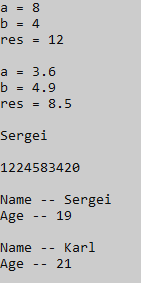 a = 8
b = 4
res = 12
a = 3.6
b = 4.9
res = 8.5
Sergei
1224583420
Name -- Sergei
Age -- 19
Name -- Karl
Age -- 21